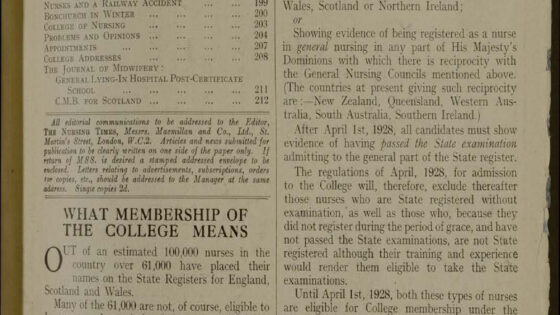 NURSES AND A RAILWAY ACCIDENT ... ... 199
BONCHURCH IN WINTER ... ... ... 200
COLLEGE OF NURSING ... ... ... 203
PROBLEMS AND OPINIONS ... ... ... 204
APPOINTMENTS ... ... ... ... 207
COLLEGE ADDRESSES ... ... ... 208
THE JOURNAL OF MIDWIFERY:
GENERAL LYING-IN HOSPITAL POST-CERTIFICATE
SCHOOL ... ... ... ... 211
C.M.B. FOR SCOTLAND ... ... ... 212
All editorial communications to be addressed to the Editor,
THE NURSING TIMES, Messrs. Macmillan and Co., Ltd., St.
Martin's Street, London, W.C.2. Articles and news submitted for
publication to be clearly written on one side of the paper only. If
return of MSS. is desired a stamped addressed envelope to be
enclosed. Letters relating to advertisements, subscriptions, orders
for copies, etc., should be addressed to the Manager at the same
address. Single copies 2d.
WHAT MEMBERSHIP OF
THE COLLEGE MEANS
OUT of an estimated 100,000 nurses in the
country over 61,000 have placed their
names on the State Registers for England,
Scotland and Wales.
Many of the 61,000 are not, of course, eligible to
Wales, Scotland or Northern Ireland;
or
Showing evidence of being registered as a nurse
in general nursing in any part of His Majesty's
Dominions with which there is reciprocity with
the General Nursing Councils mentioned above.
(The countries at present giving such reciprocity
are :—New Zealand, Queensland, Western Aus-
tralia, South Australia, Southern Ireland.)
After April 1st, 1928, all candidates must show
evidence of having passed the State examination
admitting to the general part of the State register.
The regulations of April, 1928, for admission
to the College will, therefore, exclude thereafter
those nurses who are State registered without
examination, as well as those who, because they
did not register during the period of grace, and have
not passed the State examinations, are not State
registered although their training and experience
would render them eligible to take the State
examinations.
Until April 1st, 1928, both these types of nurses
are eligible for College membership under the